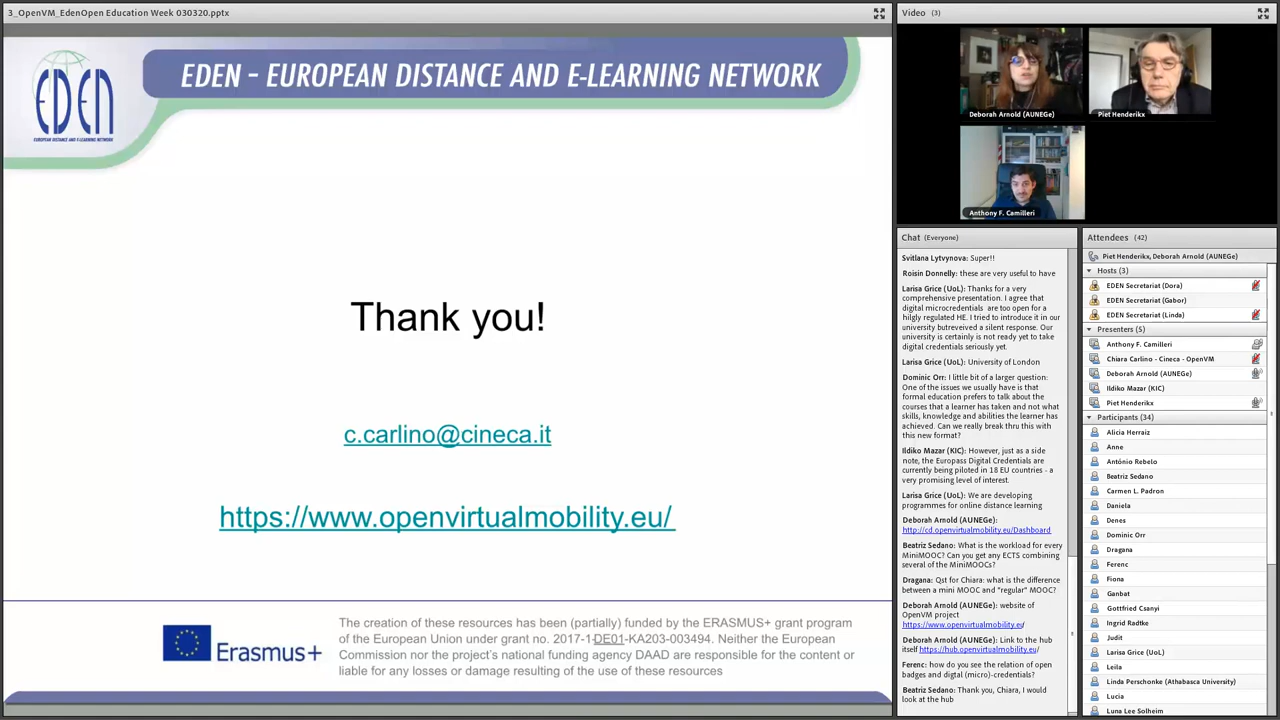 3_OpenVM_EdenOpen Education Week 030320.pptx
EDEN
EUROPEAN DISTANCE AND E-LEARNING NETWORK
EDEN - EUROPEAN DISTANCE AND E-LEARNING NETWORK
Thank you!
c.carlino@cineca.it
https://www.openvirtualmobility.eu/
Erasmus+
The creation of these resources has been (partially) funded by the ERASMUS+ grant program
of the European Union under grant no. 2017-1-DE01-KA203-003494. Neither the European
Commission nor the project's national funding agency DAAD are responsible for the content or
liable for any losses or damage resulting of the use of these resources
Video (3)
Deborah Arnold (AUNEGe)
Piet Henderikx
Anthony F. Camilleri
Chat (Everyone)
Svitlana Lytvynova: Super!!
Roisin Donnelly: these are very useful to have
Larisa Grice (UoL): Thanks for a very
comprehensive presentation. I agree that
digital microcredentials are too open for a
hilgly regulated HE. I tried to introduce it in our
university butreveived a silent response. Our
university is certainly is not ready yet to take
digital credentials seriously yet.
Larisa Grice (UoL): University of London
Dominic Orr: I little bit of a larger question:
One of the issues we usually have is that
formal education prefers to talk about the
courses that a learner has taken and not what
skills, knowledge and abilities the learner has
achieved. Can we really break thru this with
this new format?
Ildiko Mazar (KIC): However, just as a side
note, the Europass Digital Credentials are
currently being piloted in 18 EU countries - a
very promising level of interest.
Larisa Grice (UoL): We are developing
programmes for online distance learning
Deborah Arnold (AUNEGe):
http://cd.openvirtualmobility.eu/Dashboard
Beatriz Sedano: What is the workload for every
MiniMOOC? Can you get any ECTS combining
several of the MiniMOOCs?
Dragana: Qst for Chiara: what is the difference
between a mini MOOC and "regular" MOOC?
Deborah Arnold (AUNEGe): website of
OpenVM project
https://www.openvirtualmobility.eu/
Deborah Arnold (AUNEGe): Link to the hub
itself https://hub.openvirtualmobility.eu/
Ferenc: how do you see the relation of open
badges and digtal (micro)-credentials?
Beatriz Sedano: Thank you, Chiara, I would
look at the hub
Attendees (42)
Piet Henderikx, Deborah Arnold (AUNEGe)
Hosts (3)
EDEN Secretariat (Dora)
EDEN Secretariat (Gabor)
EDEN Secretariat (Linda)
Presenters (5)
Anthony F. Camilleri
Chiara Carlino - Cineca - OpenVM
Deborah Arnold (AUNEGe)
Ildiko Mazar (KIC)
Piet Henderikx
Participants (34)
Alicia Herraiz
Anne
António Rebelo
Beatriz Sedano
Carmen L. Padron
Daniela
Denes
Dominic Orr
Dragana
Ferenc
Fiona
Ganbat
Gottfried Csanyi
Ingrid Radtke
Judit
Larisa Grice (UoL)
Leila
Linda Perschonke (Athabasca University)
Lucia
Luna Lee Solheim